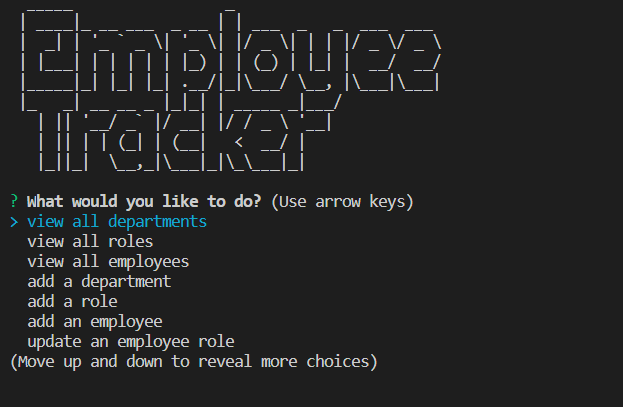 Employee
Tracker
? What would you like to do? (Use arrow keys)
> view all departments
view all roles
view all employees
add a department
add a role
add an employee
update an employee role
(Move up and down to reveal more choices)